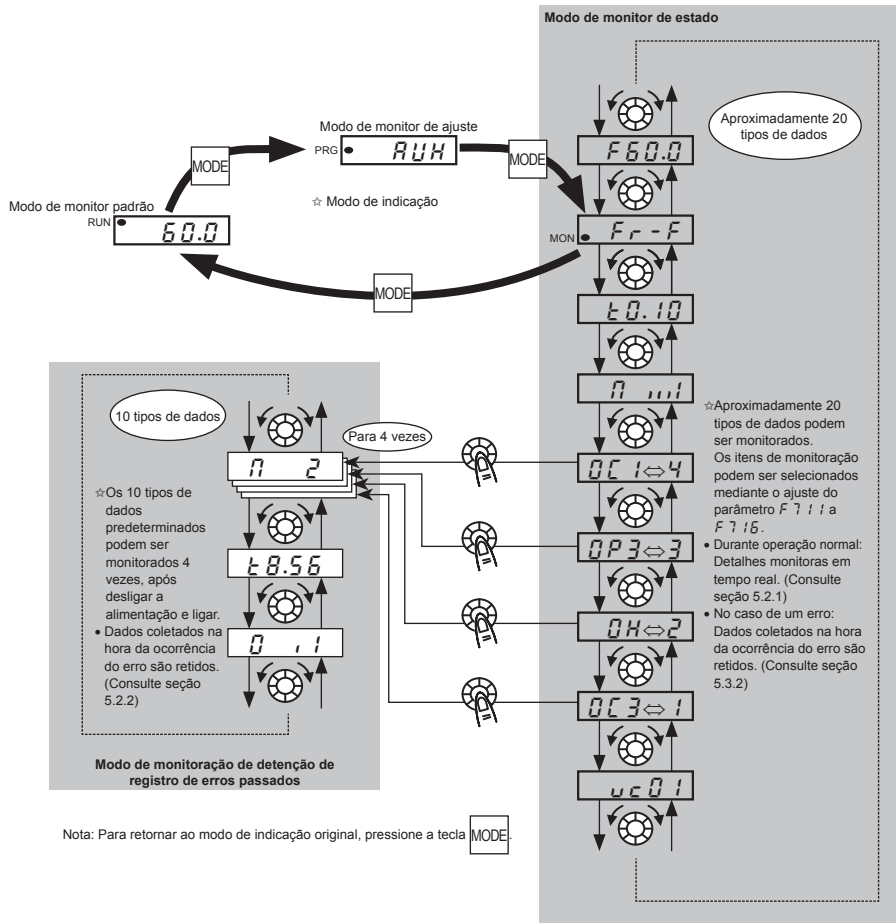 Modo de monitor de estado
Aproximadamente 20
tipos de dados
Modo de monitor de ajuste
PRG
AUH
MODE
MODE
☆ Modo de indicação
Modo de monitor padrão
RUN
60.0
MODE
F60.0
MON
Fr-F
t0.10
OC1⇔4
OP3⇔3
OH⇔2
OC3⇔1
uc01
☆Aproximadamente 20
tipos de dados podem
ser monitorados.
Os itens de monitoração
podem ser selecionados
mediante o ajuste do
parâmetro F711 a
F716.
• Durante operação normal:
Detalhes monitoras em
tempo real. (Consulte
seção 5.2.1)
• No caso de um erro:
Dados coletados na hora
da ocorrência do erro são
retidos. (Consulte seção
5.3.2)
10 tipos de dados
Para 4 vezes
n 2
t8.56
☆Os 10 tipos de
dados
predeterminados
podem ser
monitorados 4
vezes, após
desligar a
alimentação e ligar.
• Dados coletados na
hora da ocorrência
do erro são retidos.
(Consulte seção
5.2.2)
Modo de monitoração de detenção de
registro de erros passados
Nota: Para retornar ao modo de indicação original, pressione a tecla MODE.